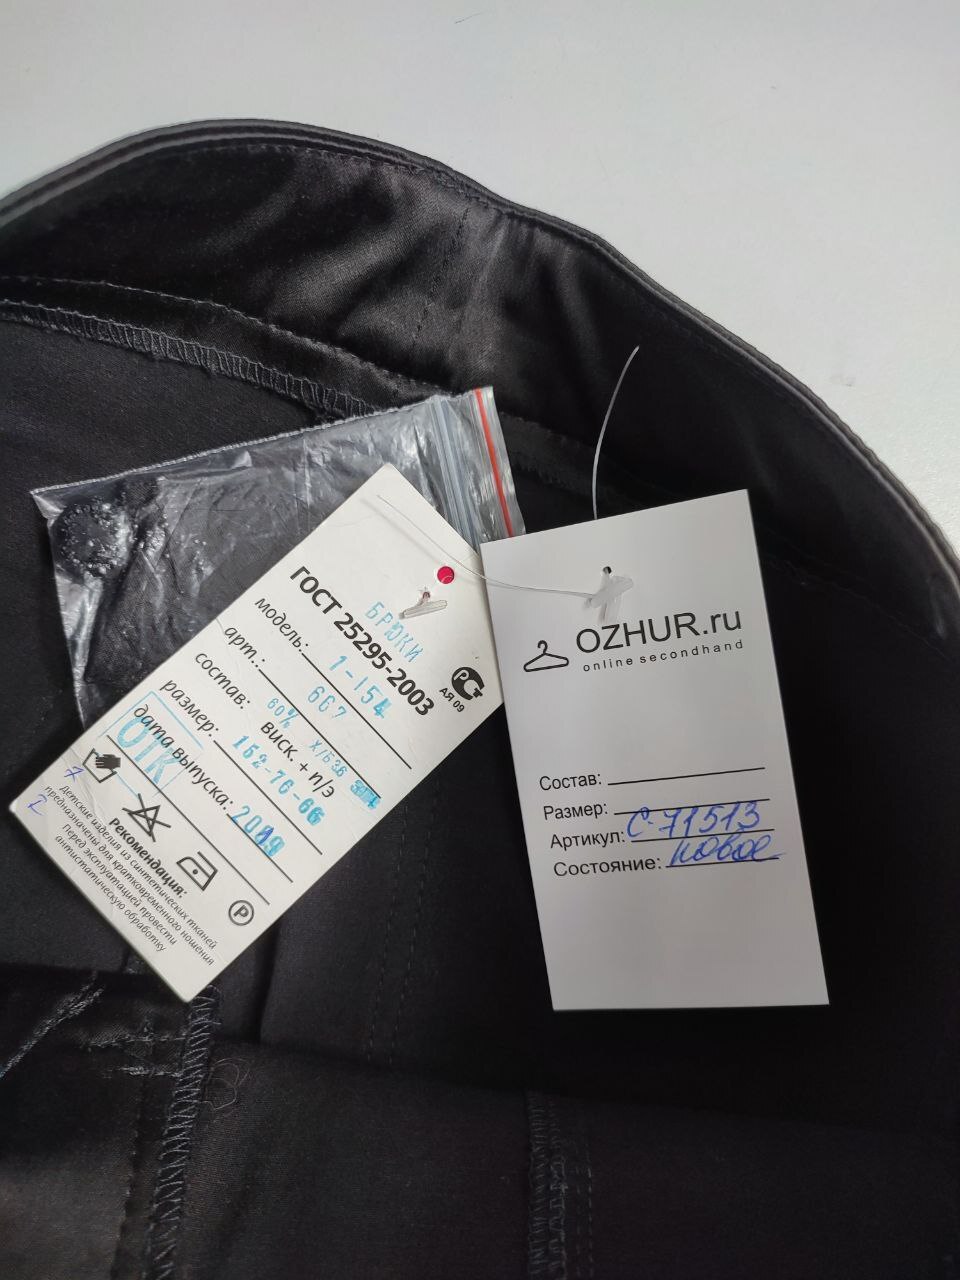 БРЮКИ
ГОСТ 25295-2003
АЯ 09
модель: 1-154
арт.: 667
состав: 60% Х/Б 36
виск. + п/э
размер: 152-76-66
дата выпуска:
ОТК
Рекомендация:
Детские изделия из синтетических тканей
предназначены для кратковременного ношения
Перед эксплуатацией провести
антистатическую обработку
P
OZHUR.ru
online secondhand
Состав:
Размер:
Артикул: С-71513
Состояние: новое